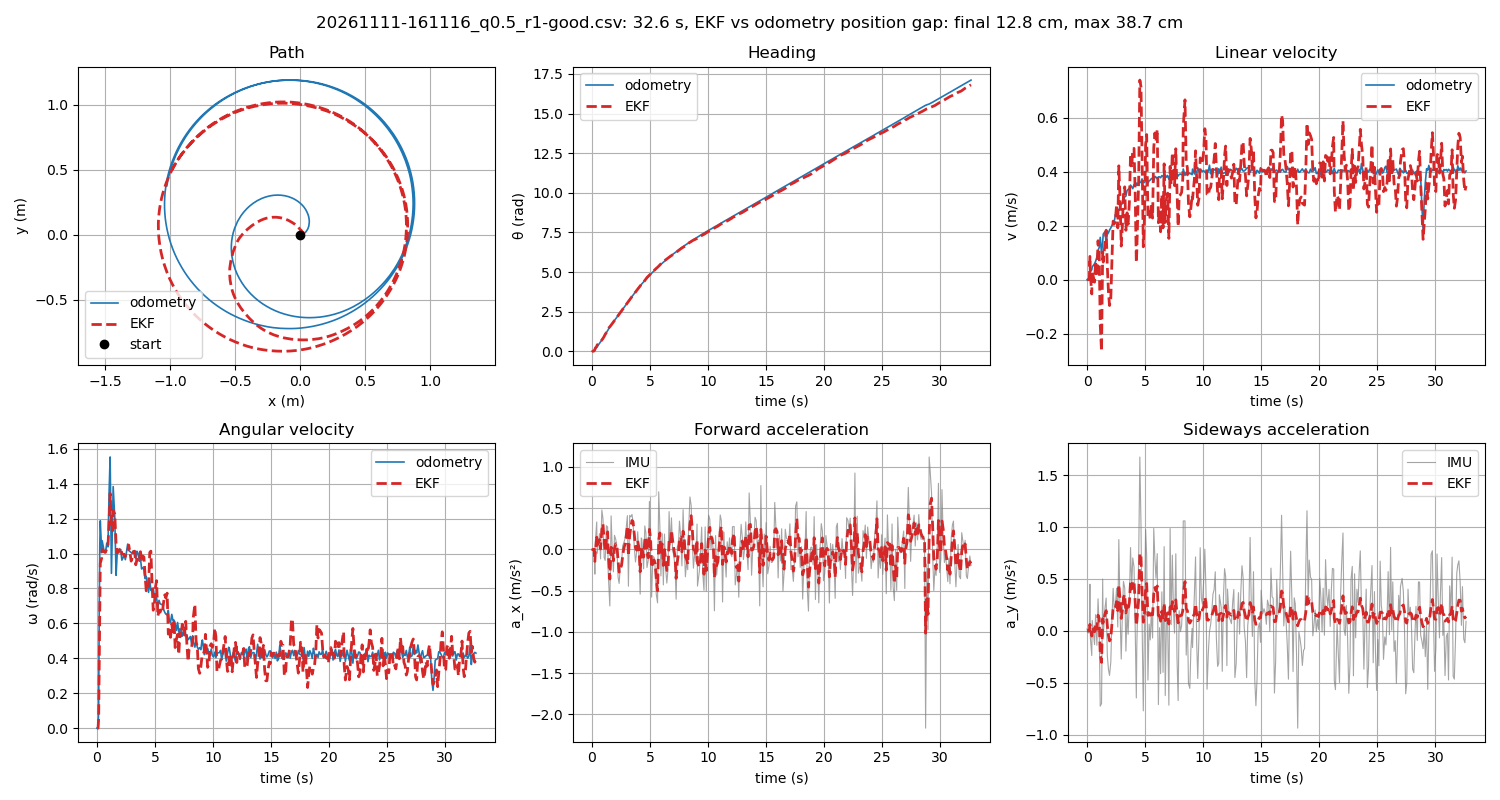 20261111-161116_q0.5_r1-good.csv: 32.6 s, EKF vs odometry position gap: final 12.8 cm, max 38.7 cm
Path
1.0
0.5
0.0
−0.5
y (m)
odometry
EKF
start
−1.5
−1.0
−0.5
0.0
0.5
1.0
x (m)
Heading
17.5
15.0
12.5
10.0
7.5
5.0
2.5
0.0
θ (rad)
odometry
EKF
0
5
10
15
20
25
30
time (s)
Linear velocity
0.6
0.4
0.2
0.0
−0.2
v (m/s)
odometry
EKF
0
5
10
15
20
25
30
time (s)
Angular velocity
1.6
1.4
1.2
1.0
0.8
0.6
0.4
0.2
0.0
ω (rad/s)
odometry
EKF
0
5
10
15
20
25
30
time (s)
Forward acceleration
1.0
0.5
0.0
−0.5
−1.0
−1.5
−2.0
a_x (m/s²)
IMU
EKF
0
5
10
15
20
25
30
time (s)
Sideways acceleration
1.5
1.0
0.5
0.0
−0.5
−1.0
a_y (m/s²)
IMU
EKF
0
5
10
15
20
25
30
time (s)